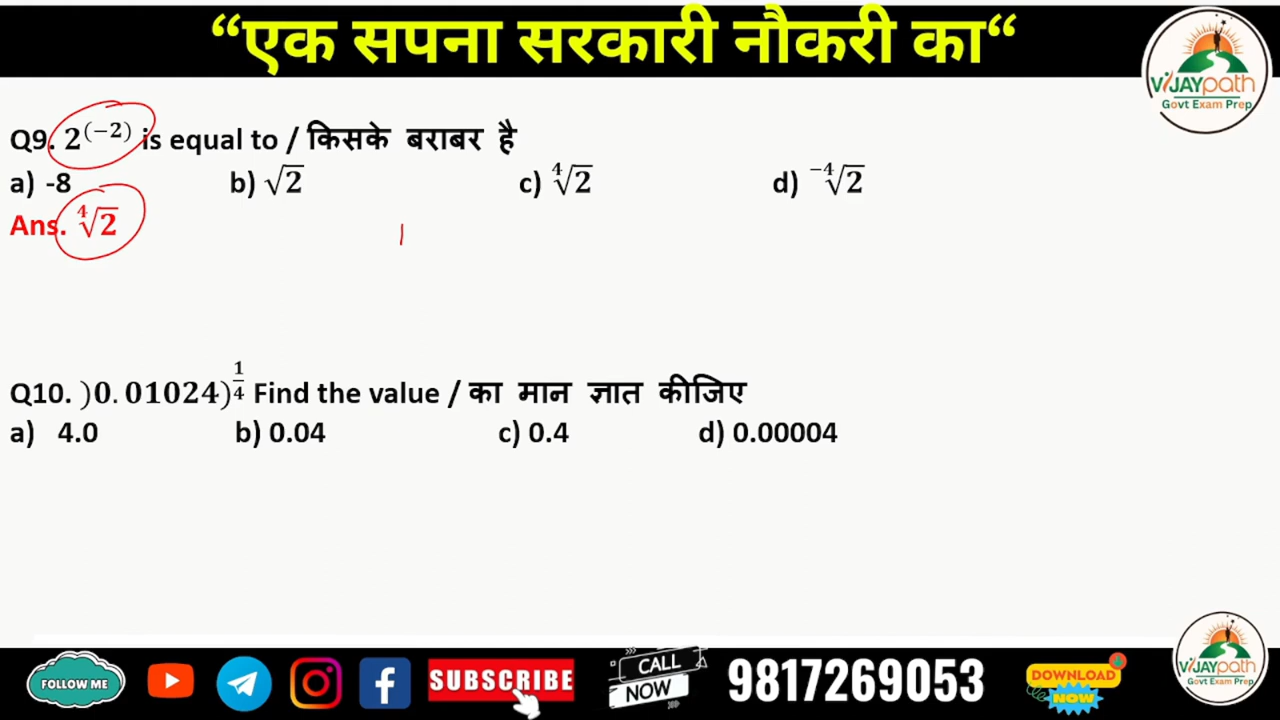 “एक सपना सरकारी नौकरी का“
ViJAYpath
Govt Exam Prep
Q9. 2^(−2) is equal to / किसके बराबर है
a) -8 b) √2 c) ⁴√2 d) ⁻⁴√2
Ans. ⁴√2
Q10. )0.01024)^1/4 Find the value / का मान ज्ञात कीजिए
a) 4.0 b) 0.04 c) 0.4 d) 0.00004
FOLLOW ME
SUBSCRIBE
CALL
NOW
9817269053
DOWNLOAD
NOW
ViJAYpath
Govt Exam Prep